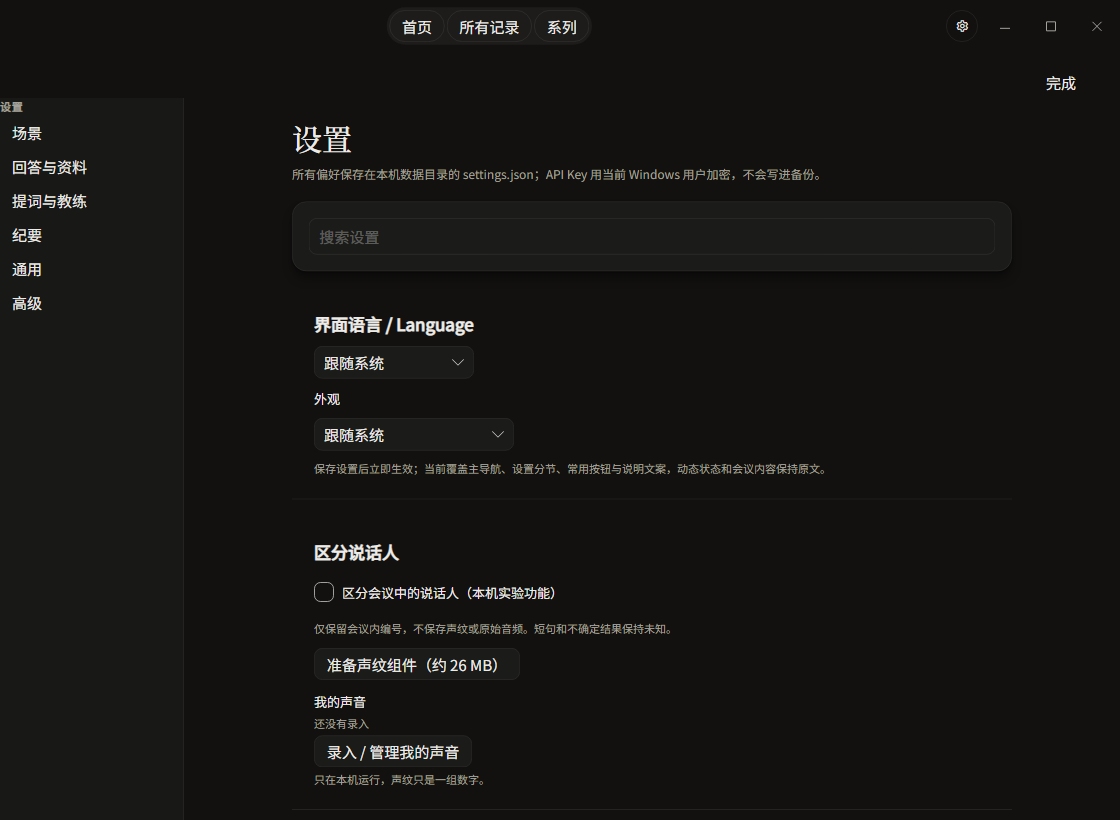 首页 所有记录 系列
完成
设置
场景
回答与资料
提词与教练
纪要
通用
高级
设置
所有偏好保存在本机数据目录的 settings.json；API Key 用当前 Windows 用户加密，不会写进备份。
搜索设置
界面语言 / Language
跟随系统
外观
跟随系统
保存设置后立即生效；当前覆盖主导航、设置分节、常用按钮与说明文案，动态状态和会议内容保持原文。
区分说话人
区分会议中的说话人（本机实验功能）
仅保留会议内编号，不保存声纹或原始音频。短句和不确定结果保持未知。
准备声纹组件（约 26 MB）
我的声音
还没有录入
录入 / 管理我的声音
只在本机运行，声纹只是一组数字。